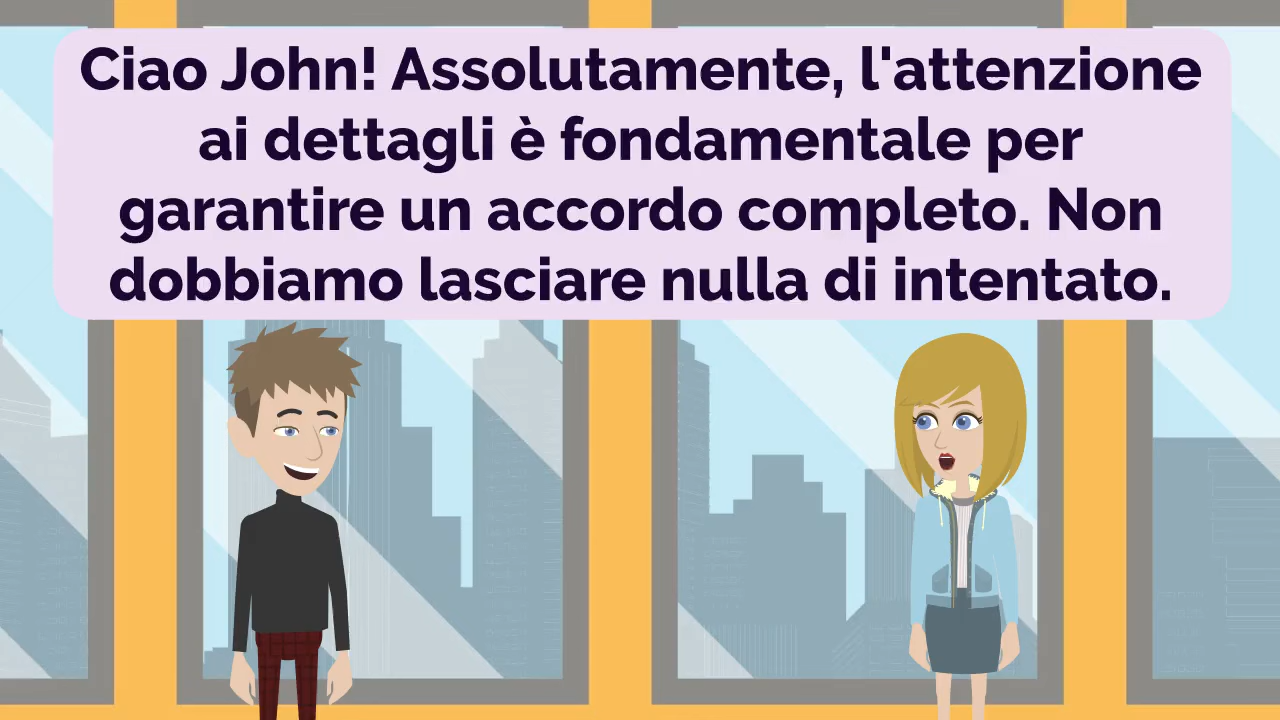 Ciao John! Assolutamente, l'attenzione
ai dettagli è fondamentale per
garantire un accordo completo. Non
dobbiamo lasciare nulla di intentato.